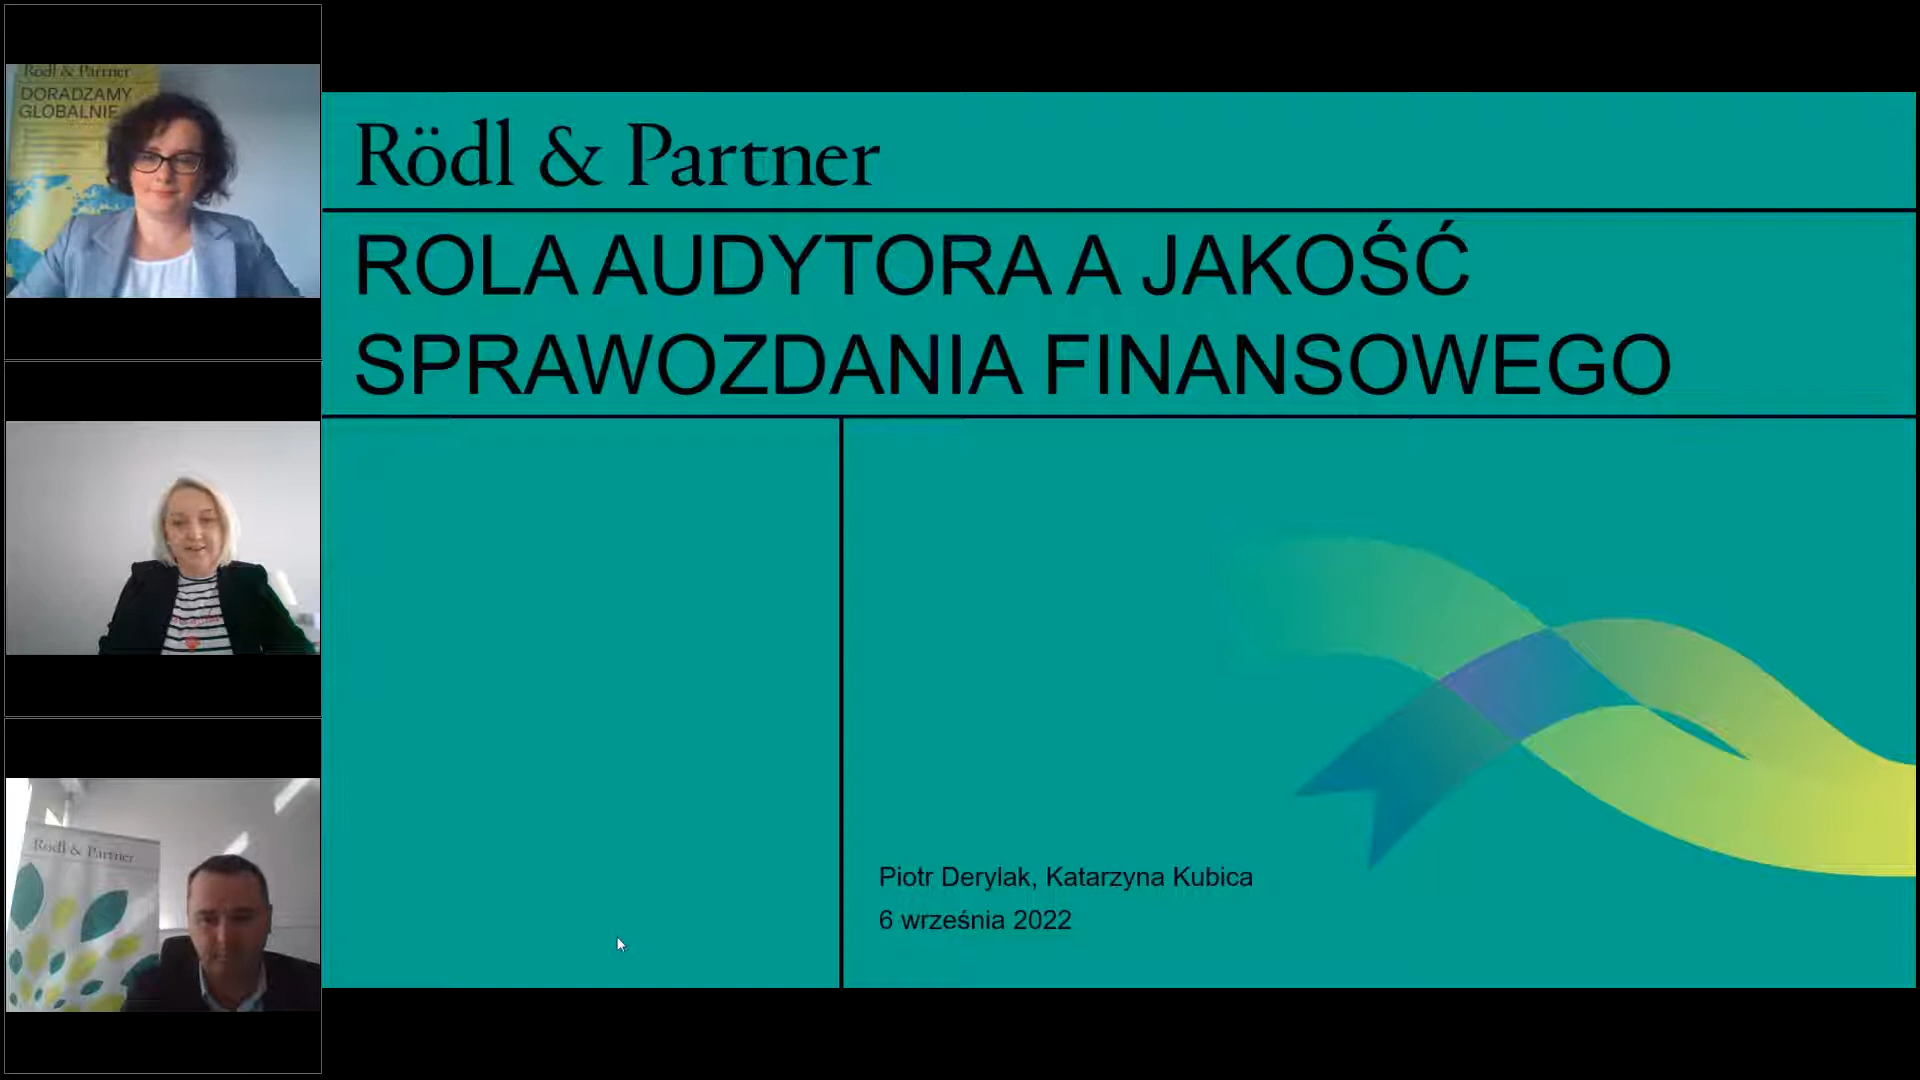 Rödl & Partner
DORADZAMY
GLOBALNIE
Rödl & Partner
Rödl & Partner
ROLA AUDYTORA A JAKOŚĆ
SPRAWOZDANIA FINANSOWEGO
Piotr Derylak, Katarzyna Kubica
6 września 2022